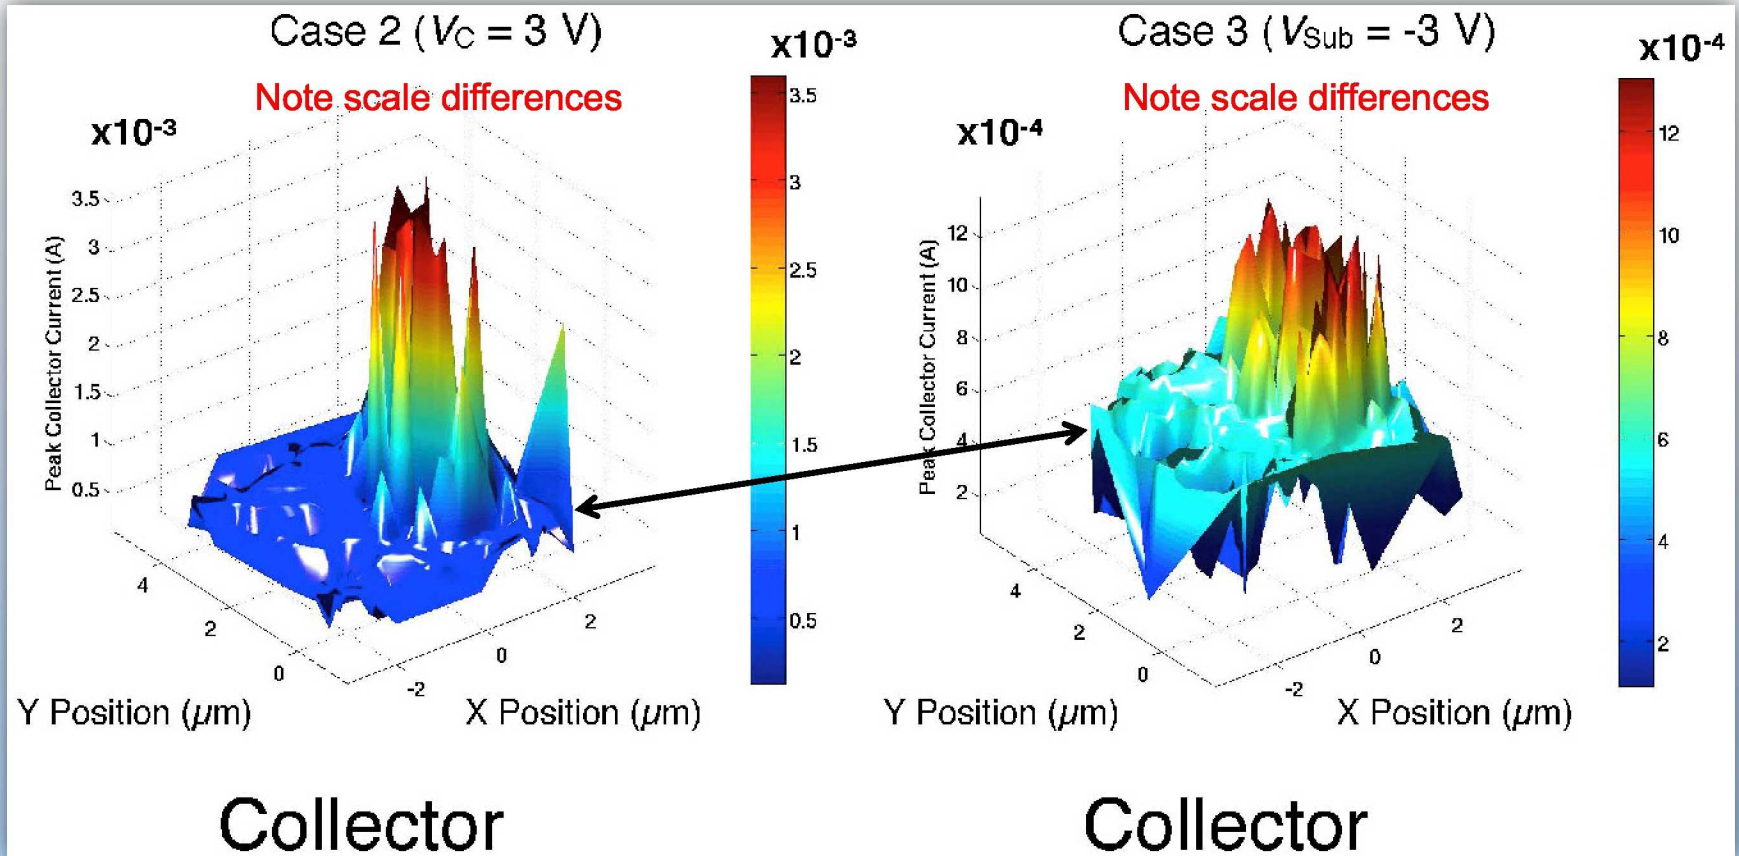 Case 2 (V_C = 3 V)
Note scale differences
x10-3
x10-3
3.5
3
2.5
2
1.5
1
0.5
Peak Collector Current (A)
4
2
0
-2
0
2
Y Position (µm)
X Position (µm)
3.5
3
2.5
2
1.5
1
0.5
Collector
Case 3 (V_Sub = -3 V)
Note scale differences
x10-4
x10-4
12
10
8
6
4
2
Peak Collector Current (A)
4
2
0
-2
0
2
Y Position (µm)
X Position (µm)
12
10
8
6
4
2
Collector